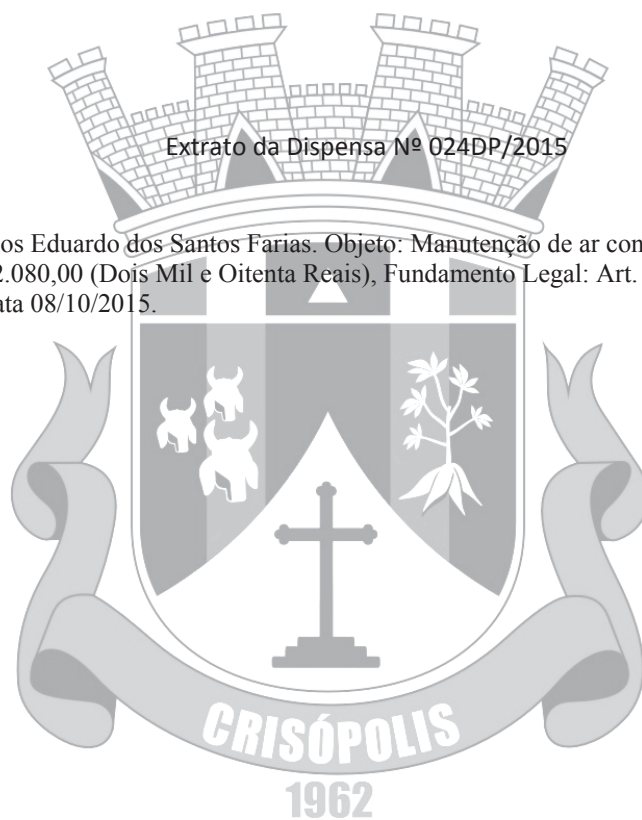 Extrato da Dispensa Nº 024DP/2015
os Eduardo dos Santos Farias. Objeto: Manutenção de ar con
2.080,00 (Dois Mil e Oitenta Reais), Fundamento Legal: Art.
ata 08/10/2015.
CRISÓPOLIS
1962